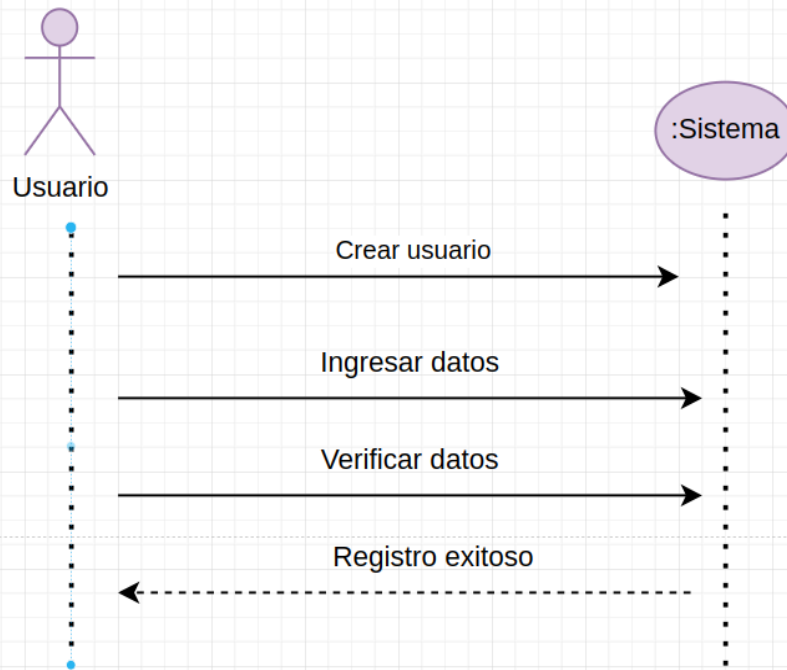 :Sistema
Usuario
Crear usuario
Ingresar datos
Verificar datos
Registro exitoso